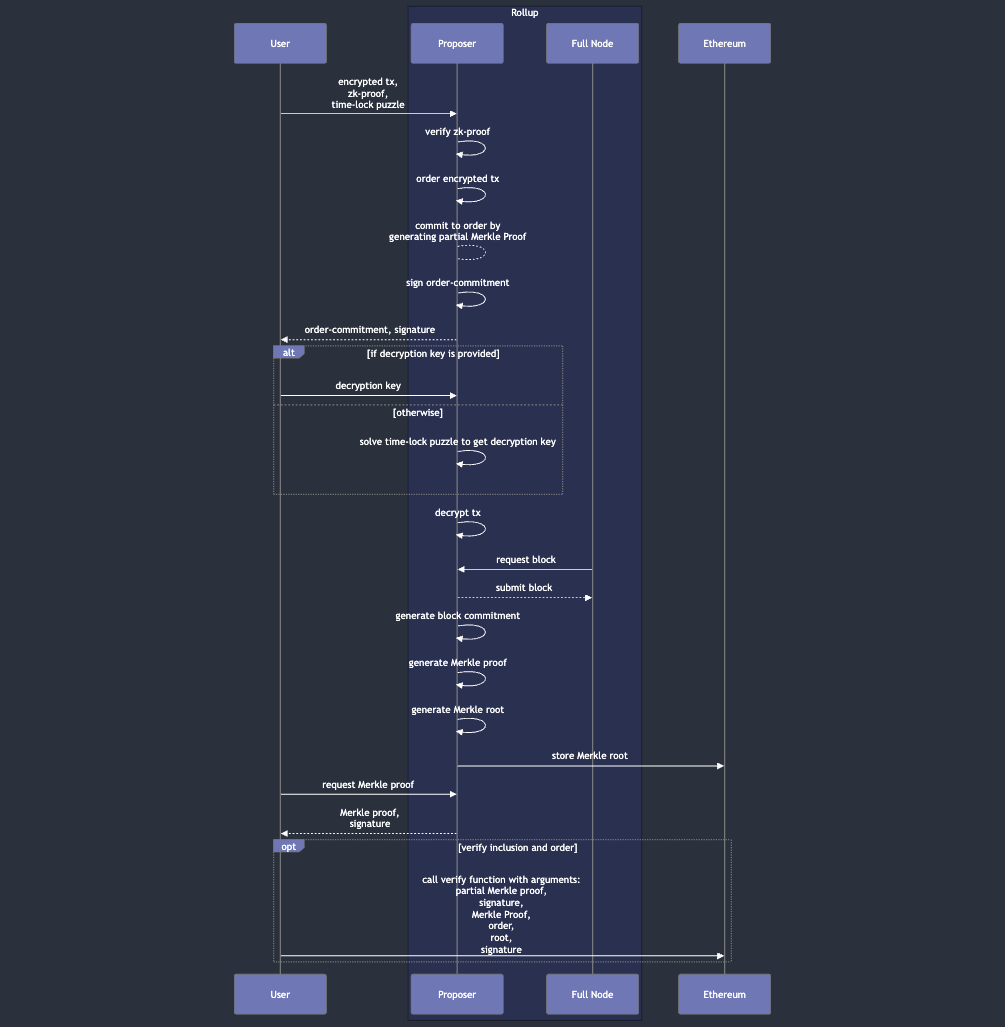 Rollup
User
Proposer
Full Node
Ethereum
encrypted tx,
zk-proof,
time-lock puzzle
verify zk-proof
order encrypted tx
commit to order by
generating partial Merkle Proof
sign order-commitment
order-commitment, signature
alt
[if decryption key is provided]
decryption key
[otherwise]
solve time-lock puzzle to get decryption key
decrypt tx
request block
submit block
generate block commitment
generate Merkle proof
generate Merkle root
store Merkle root
request Merkle proof
Merkle proof,
signature
opt
[verify inclusion and order]
call verify function with arguments:
partial Merkle proof,
signature,
Merkle Proof,
order,
root,
signature
User
Proposer
Full Node
Ethereum